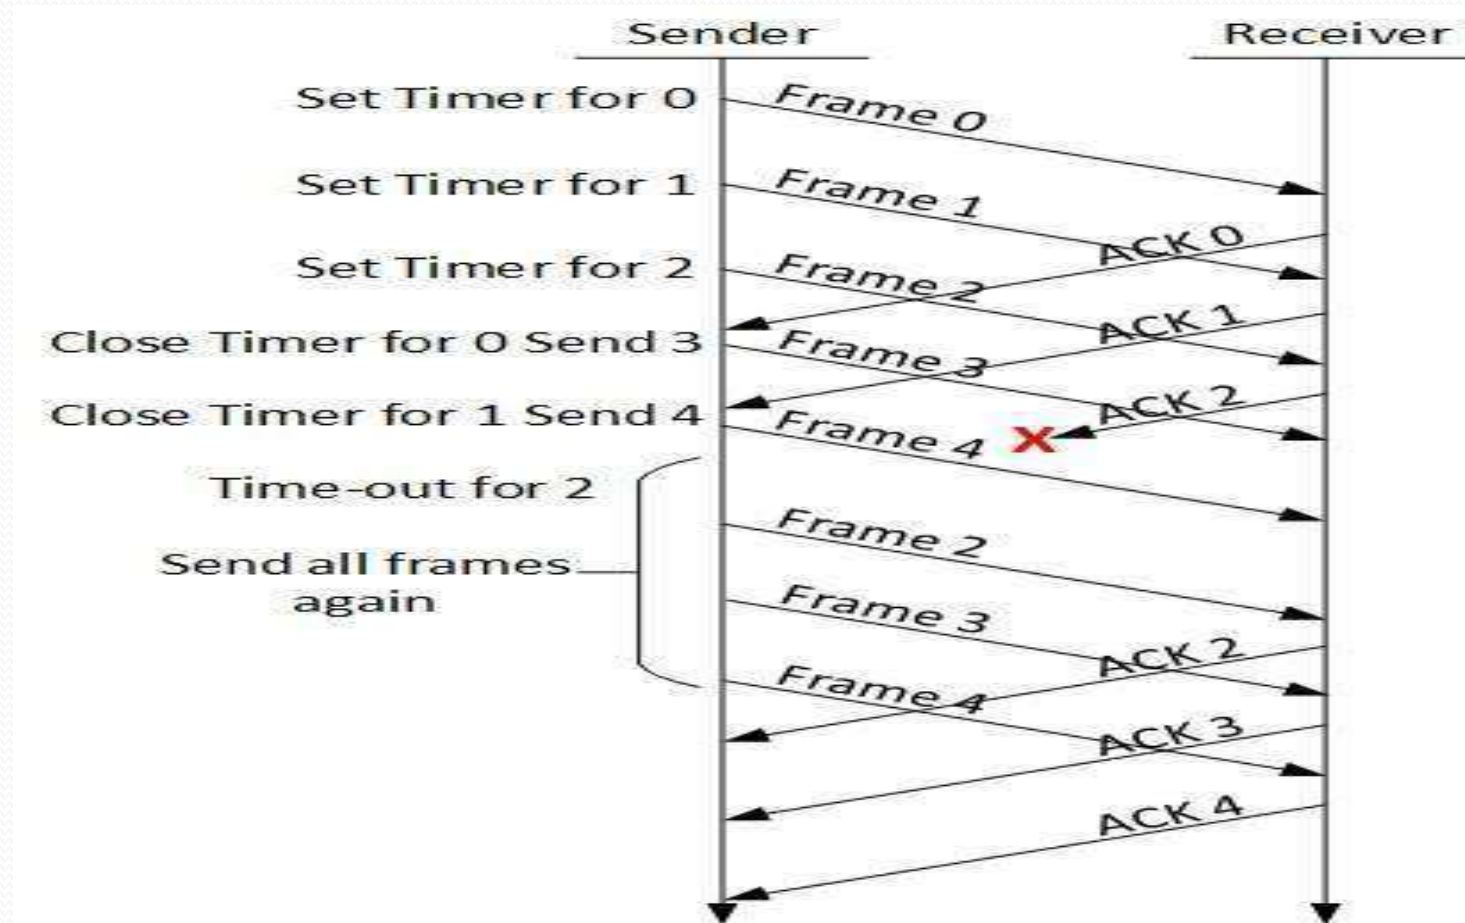 Sender
Receiver
Set Timer for 0
Frame 0
Set Timer for 1
Frame 1
ACK 0
Set Timer for 2
Frame 2
ACK 1
Close Timer for 0 Send 3
Frame 3
ACK 2
Close Timer for 1 Send 4
Frame 4
X
Time-out for 2
Frame 2
Send all frames
again
Frame 3
ACK 2
Frame 4
ACK 3
ACK 4